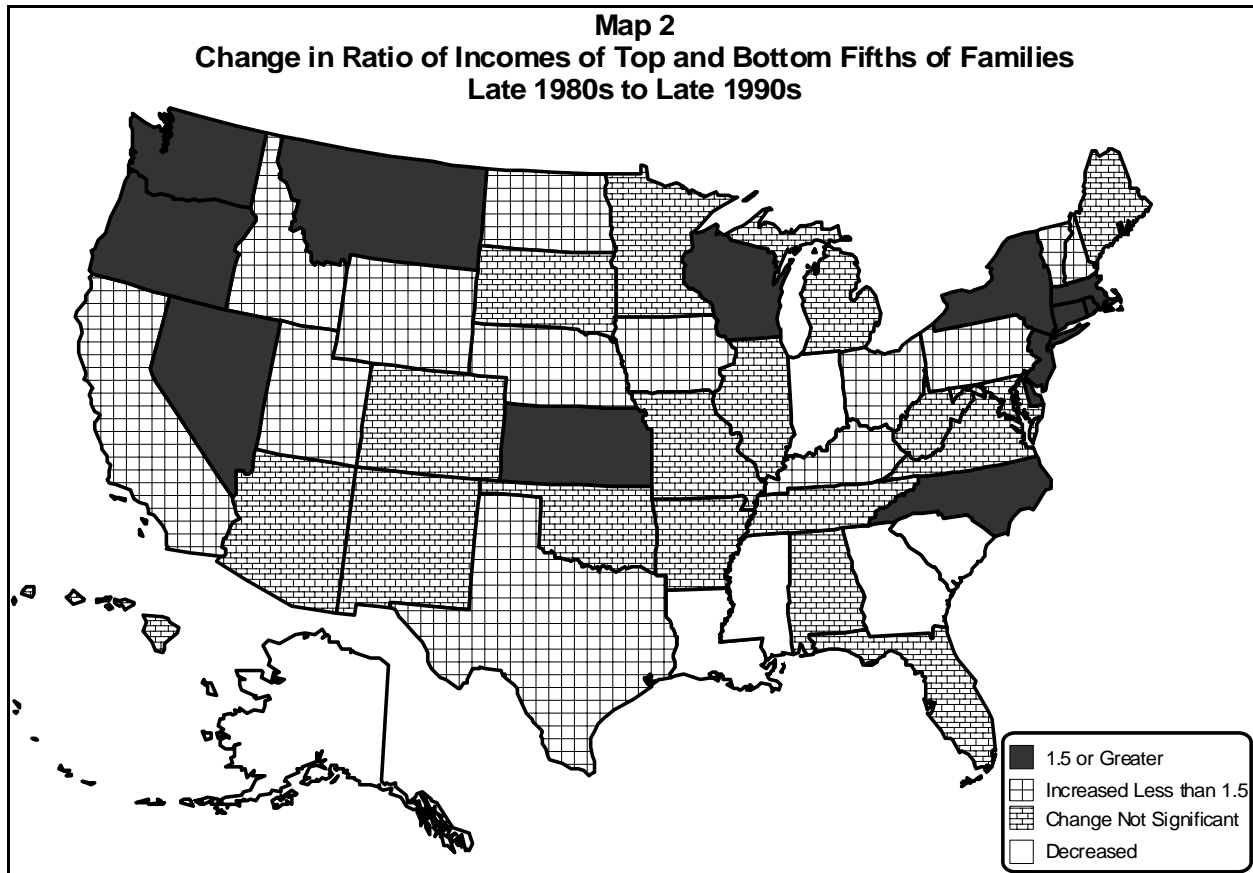 Map 2
Change in Ratio of Incomes of Top and Bottom Fifths of Families
Late 1980s to Late 1990s
1.5 or Greater
Increased Less than 1.5
Change Not Significant
Decreased